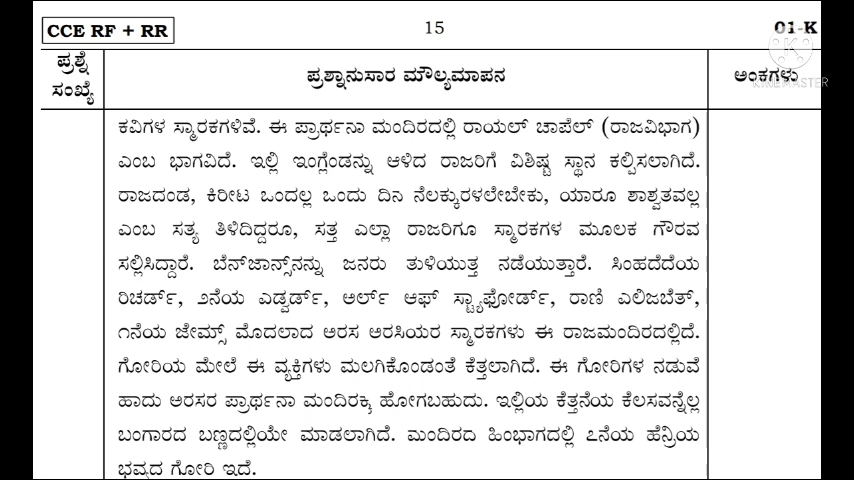 CCE RF + RR
15
01-K
ಪ್ರಶ್ನೆ
ಸಂಖ್ಯೆ
ಪ್ರಶ್ನಾನುಸಾರ ಮೌಲ್ಯಮಾಪನ
ಅಂಕಗಳು
KINEMASTER
ಕವಿಗಳ ಸ್ಮಾರಕಗಳಿವೆ. ಈ ಪ್ರಾರ್ಥನಾ ಮಂದಿರದಲ್ಲಿ ರಾಯಲ್ ಚಾಪೆಲ್ (ರಾಜವಿಭಾಗ)
ಎಂಬ ಭಾಗವಿದೆ. ಇಲ್ಲಿ ಇಂಗ್ಲೆಂಡನ್ನು ಆಳಿದ ರಾಜರಿಗೆ ವಿಶಿಷ್ಟ ಸ್ಥಾನ ಕಲ್ಪಿಸಲಾಗಿದೆ.
ರಾಜದಂಡ, ಕಿರೀಟ ಒಂದಲ್ಲ ಒಂದು ದಿನ ನೆಲಕ್ಕುರಳಲೇಬೇಕು, ಯಾರೂ ಶಾಶ್ವತವಲ್ಲ
ಎಂಬ ಸತ್ಯ ತಿಳಿದಿದ್ದರೂ, ಸತ್ತ ಎಲ್ಲಾ ರಾಜರಿಗೂ ಸ್ಮಾರಕಗಳ ಮೂಲಕ ಗೌರವ
ಸಲ್ಲಿಸಿದ್ದಾರೆ. ಬೆನ್‌ಜಾನ್ಸ್‌ನನ್ನು ಜನರು ತುಳಿಯುತ್ತ ನಡೆಯುತ್ತಾರೆ. ಸಿಂಹದೆದೆಯ
ರಿಚರ್ಡ್, ೨ನೆಯ ಎಡ್ವರ್ಡ್, ಅರ್ಲ್ ಆಫ್ ಸ್ಟ್ಯಾಫೋರ್ಡ್, ರಾಣಿ ಎಲಿಜಬೆತ್,
೧ನೆಯ ಜೇಮ್ಸ್ ಮೊದಲಾದ ಅರಸ ಅರಸಿಯರ ಸ್ಮಾರಕಗಳು ಈ ರಾಜಮಂದಿರದಲ್ಲಿದೆ.
ಗೋರಿಯ ಮೇಲೆ ಈ ವ್ಯಕ್ತಿಗಳು ಮಲಗಿಕೊಂಡಂತೆ ಕೆತ್ತಲಾಗಿದೆ. ಈ ಗೋರಿಗಳ ನಡುವೆ
ಹಾದು ಅರಸರ ಪ್ರಾರ್ಥನಾ ಮಂದಿರಕ್ಕೆ ಹೋಗಬಹುದು. ಇಲ್ಲಿಯ ಕೆತ್ತನೆಯ ಕೆಲಸವನ್ನೆಲ್ಲ
ಬಂಗಾರದ ಬಣ್ಣದಲ್ಲಿಯೇ ಮಾಡಲಾಗಿದೆ. ಮಂದಿರದ ಹಿಂಭಾಗದಲ್ಲಿ ೭ನೆಯ ಹೆನ್ರಿಯ
ಭವ್ಯದ ಗೋರಿ ಇದೆ.